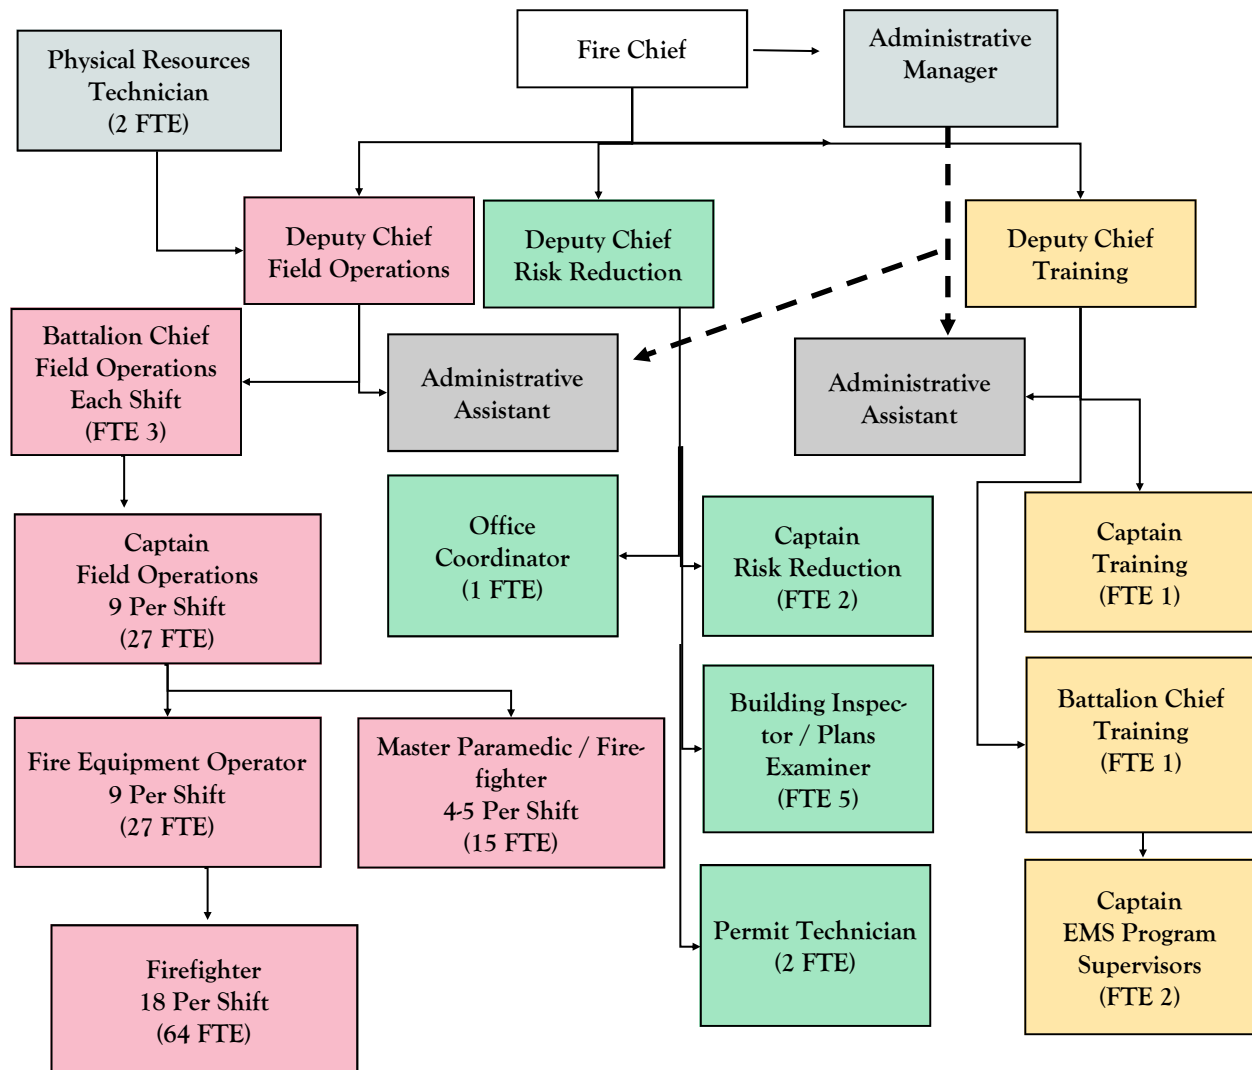 Physical Resources
Technician
(2 FTE)
Fire Chief
Administrative
Manager
Deputy Chief
Field Operations
Deputy Chief
Risk Reduction
Deputy Chief
Training
Battalion Chief
Field Operations
Each Shift
(FTE 3)
Administrative
Assistant
Administrative
Assistant
Captain
Field Operations
9 Per Shift
(27 FTE)
Office
Coordinator
(1 FTE)
Captain
Risk Reduction
(FTE 2)
Captain
Training
(FTE 1)
Fire Equipment Operator
9 Per Shift
(27 FTE)
Master Paramedic / Fire-
fighter
4-5 Per Shift
(15 FTE)
Building Inspec-
tor / Plans
Examiner
(FTE 5)
Battalion Chief
Training
(FTE 1)
Firefighter
18 Per Shift
(64 FTE)
Permit Technician
(2 FTE)
Captain
EMS Program
Supervisors
(FTE 2)